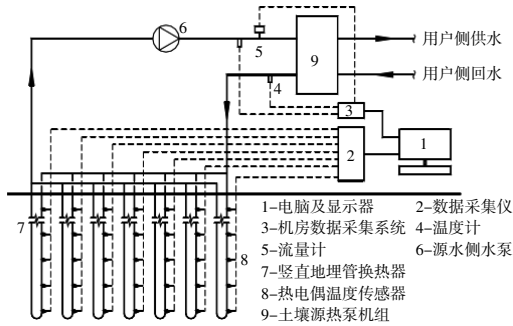 6
用户侧供水
5
9
用户侧回水
4
3
2
1
1-电脑及显示器 2-数据采集仪
3-机房数据采集系统 4-温度计
5-流量计 6-源水侧水泵
7-竖直地埋管换热器
8-热电偶温度传感器
9-土壤源热泵机组
7
8